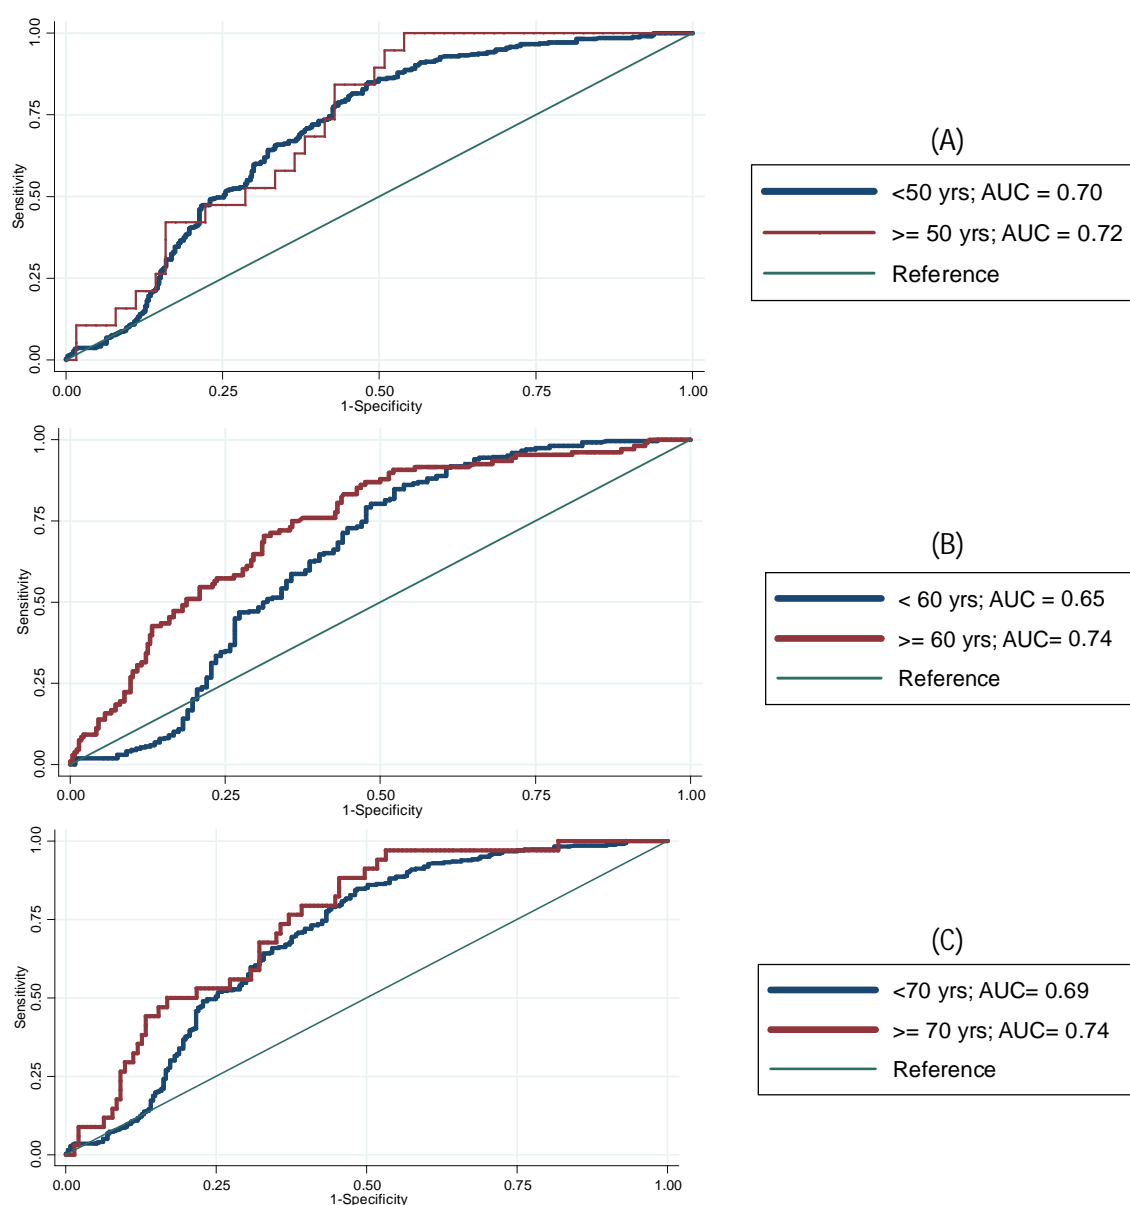 1.00
0.75
0.50
0.25
0.00
Sensitivity
0.00 0.25 0.50 0.75 1.00
1-Specificity
(A)
<50 yrs; AUC = 0.70
>= 50 yrs; AUC = 0.72
Reference
1.00
0.75
0.50
0.25
0.00
Sensitivity
0.00 0.25 0.50 0.75 1.00
1-Specificity
(B)
< 60 yrs; AUC = 0.65
>= 60 yrs; AUC= 0.74
Reference
1.00
0.75
0.50
0.25
0.00
Sensitivity
0.00 0.25 0.50 0.75 1.00
1-Specificity
(C)
<70 yrs; AUC= 0.69
>= 70 yrs; AUC= 0.74
Reference